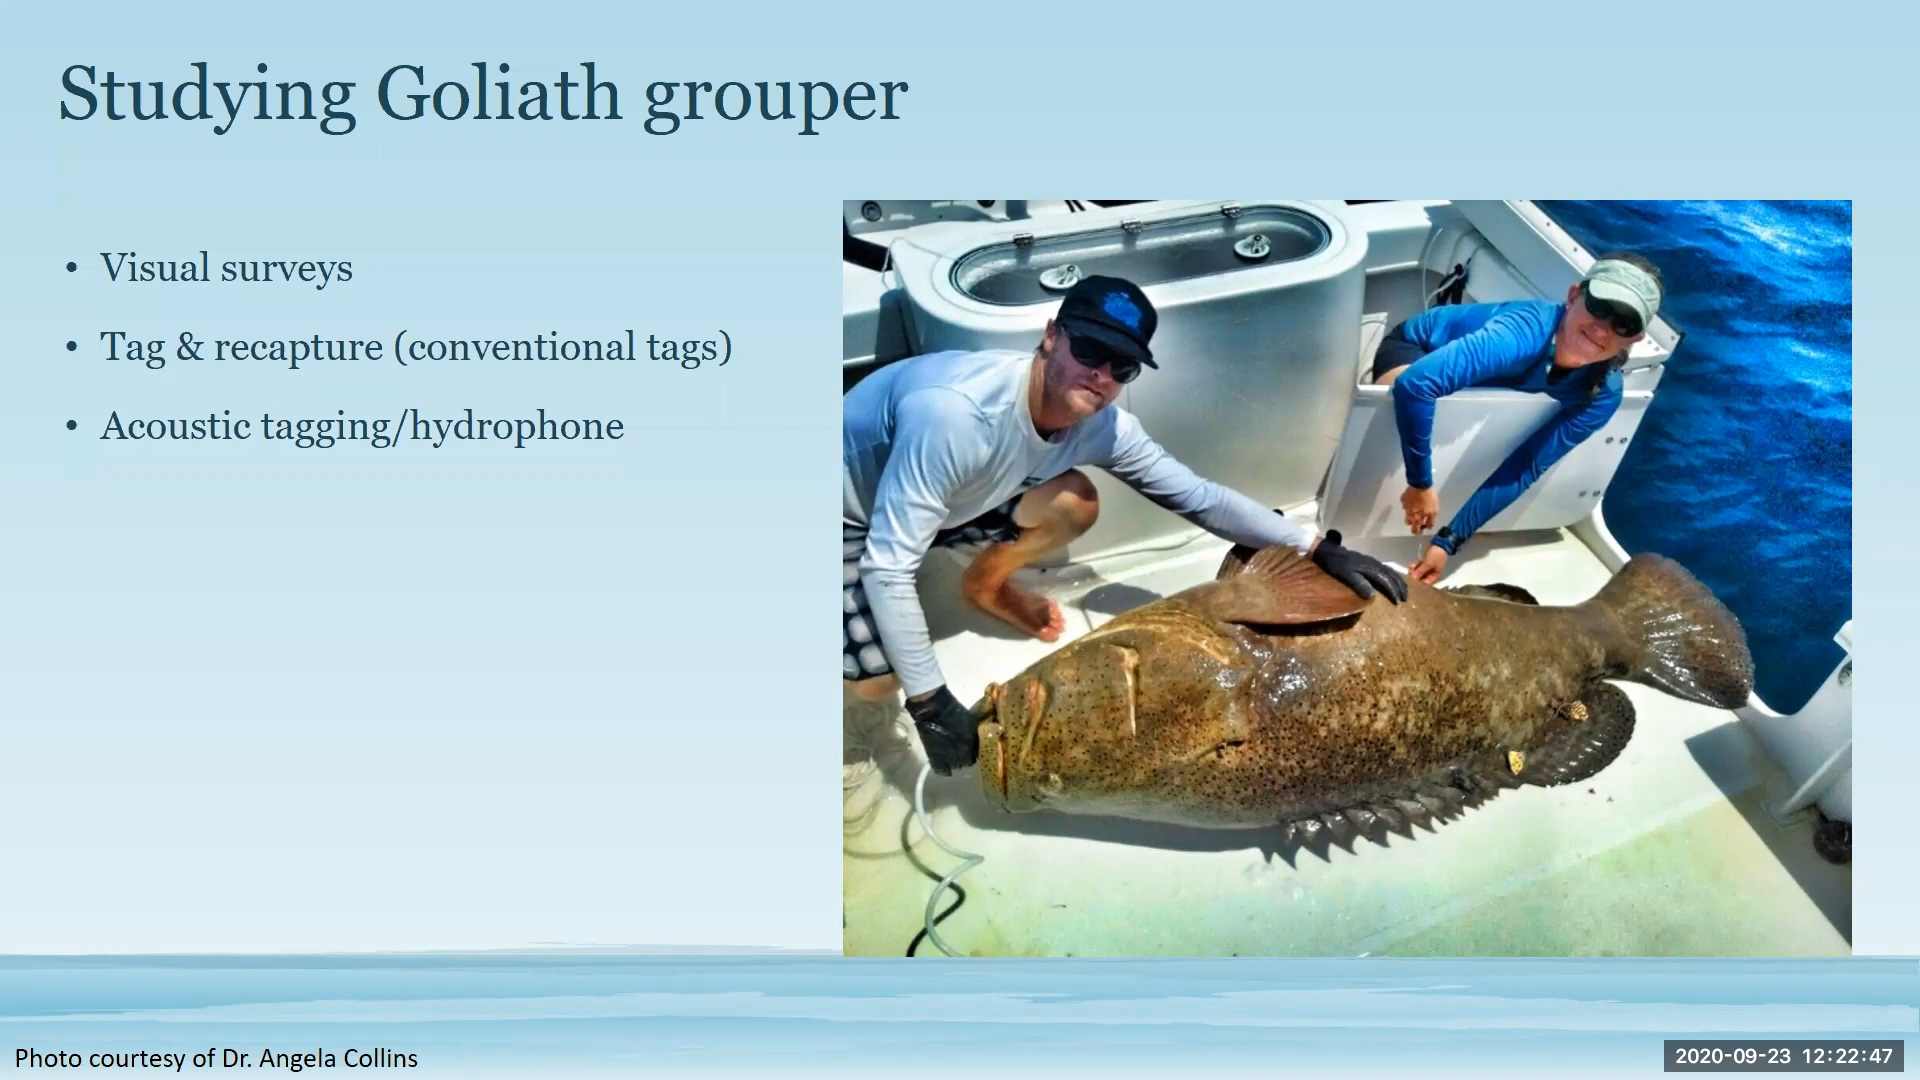 Studying Goliath grouper
• Visual surveys
• Tag & recapture (conventional tags)
• Acoustic tagging/hydrophone
Photo courtesy of Dr. Angela Collins
2020-09-23 12:22:47